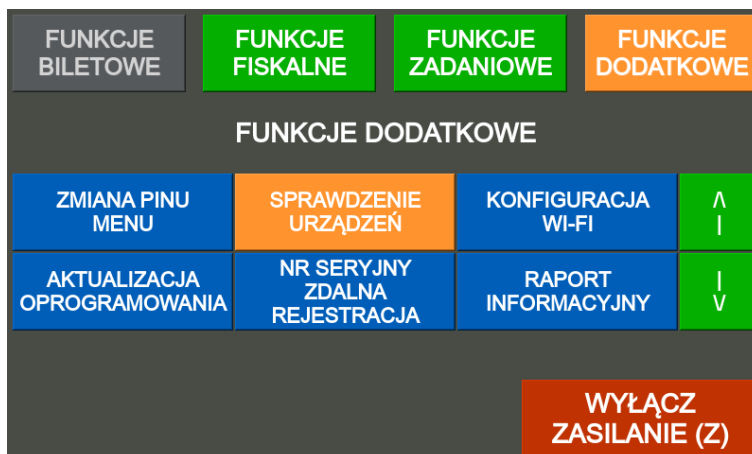 FUNKCJE BILETOWE
FUNKCJE FISKALNE
FUNKCJE ZADANIOWE
FUNKCJE DODATKOWE
FUNKCJE DODATKOWE
ZMIANA PINU
MENU
SPRAWDZENIE
URZĄDZEŃ
KONFIGURACJA
WI-FI
AKTUALIZACJA
OPROGRAMOWANIA
NR SERYJNY
ZDALNA
REJESTRACJA
RAPORT
INFORMACYJNY
WYŁĄCZ
ZASILANIE (Z)